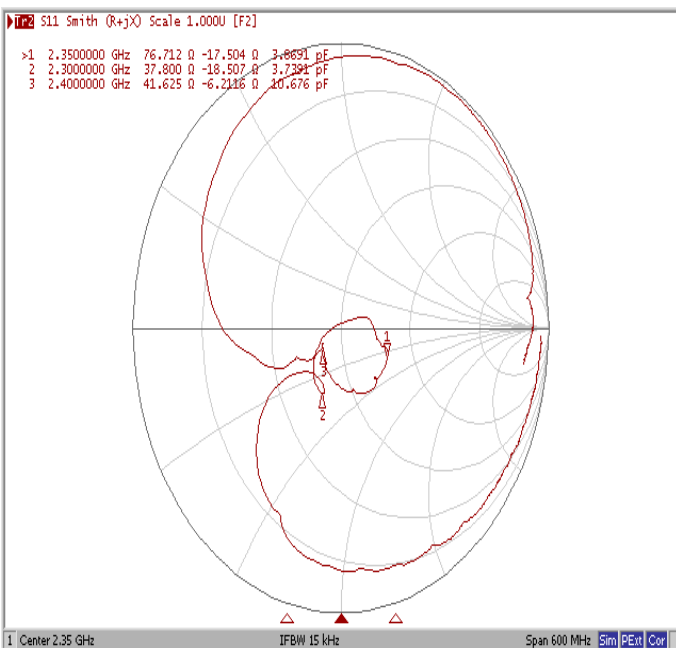 Tr2 S11 Smith (R+jX) Scale 1.000U [F2]
>1 2.3500000 GHz 76.712 Ω -17.504 Ω 3.8691 pF
2 2.3000000 GHz 37.800 Ω -18.507 Ω 3.7391 pF
3 2.4000000 GHz 41.625 Ω -6.2116 Ω 10.676 pF
1
3
2
1 Center 2.35 GHz IFBW 15 kHz Span 600 MHz Sim PExt Cor